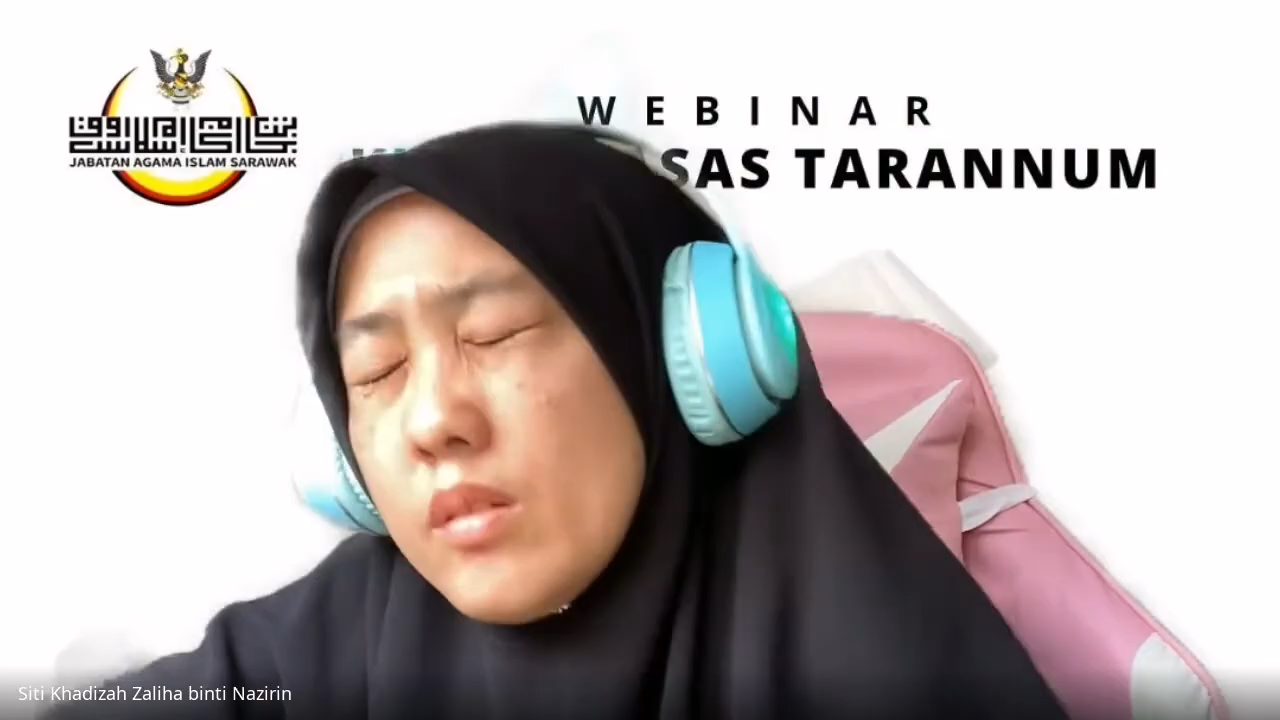 JABATAN AGAMA ISLAM SARAWAK
WEBINAR
SAS TARANNUM
Siti Khadizah Zaliha binti Nazirin